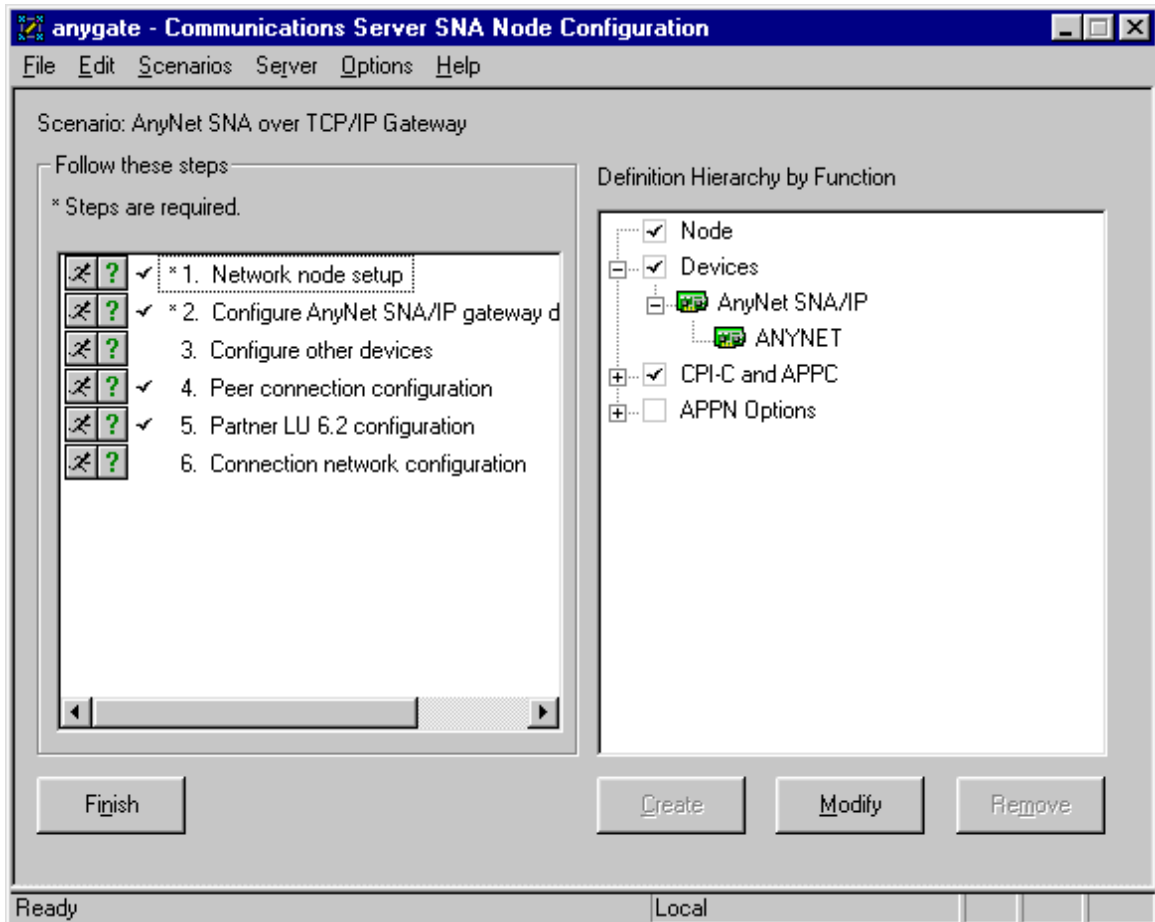 anygate - Communications Server SNA Node Configuration
File Edit Scenarios Server Options Help
Scenario: AnyNet SNA over TCP/IP Gateway
Follow these steps
* Steps are required.
? * 1. Network node setup
? * 2. Configure AnyNet SNA/IP gateway d
? 3. Configure other devices
? 4. Peer connection configuration
? 5. Partner LU 6.2 configuration
? 6. Connection network configuration
Definition Hierarchy by Function
Node
Devices
AnyNet SNA/IP
ANYNET
CPI-C and APPC
APPN Options
Finish
Create
Modify
Remove
Ready
Local